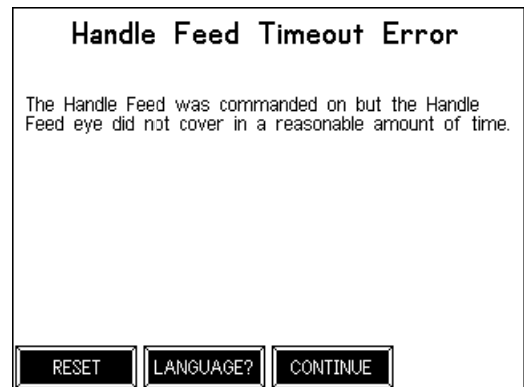 Handle Feed Timeout Error
The Handle Feed was commanded on but the Handle
Feed eye did not cover in a reasonable amount of time.
RESET LANGUAGE? CONTINUE